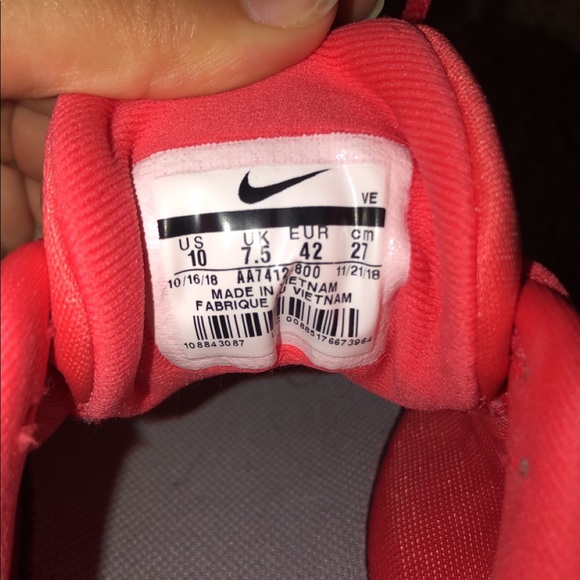 VE
US UK EUR cm
10 7.5 42 27
10/16/18 AA7412 800 11/21/18
MADE IN VIETNAM
FABRIQUE VIETNAM
108843087